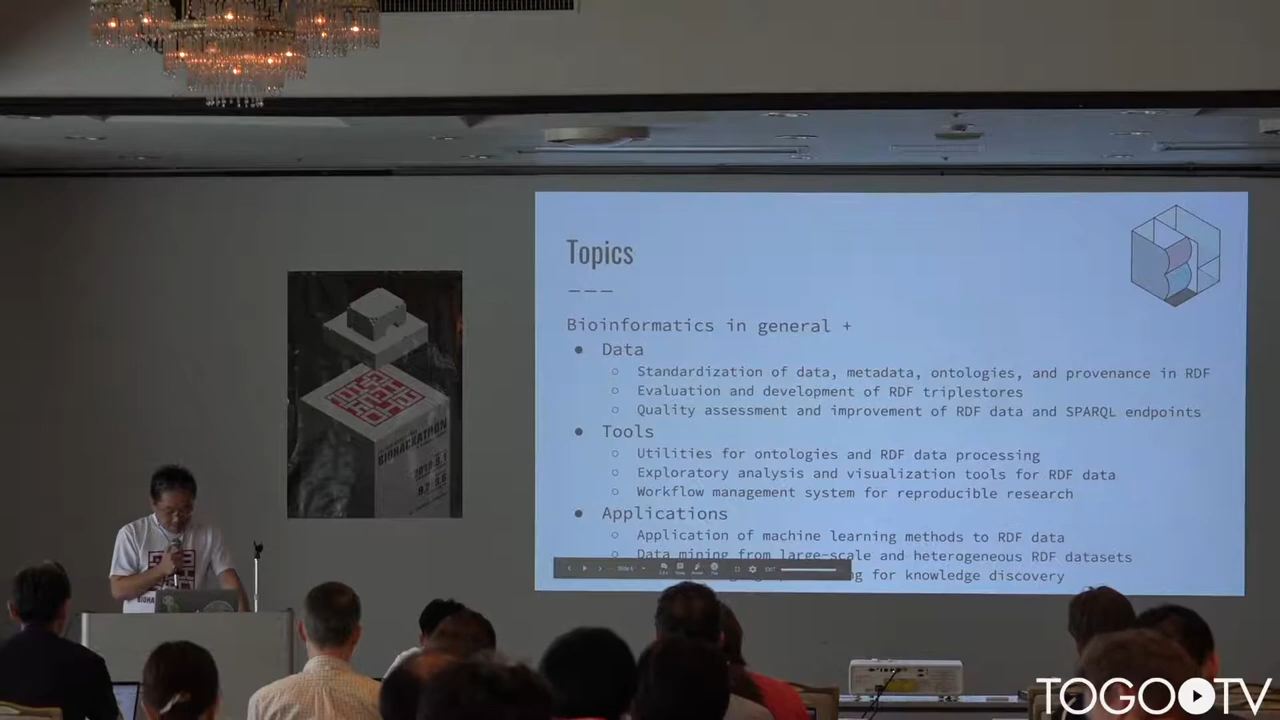 Topics
Bioinformatics in general +
Data
Standardization of data, metadata, ontologies, and provenance in RDF
Evaluation and development of RDF triplestores
Quality assessment and improvement of RDF data and SPARQL endpoints
Tools
Utilities for ontologies and RDF data processing
Exploratory analysis and visualization tools for RDF data
Workflow management system for reproducible research
Applications
Application of machine learning methods to RDF data
Data mining from large-scale and heterogeneous RDF datasets
for knowledge discovery
BIOHACKATHON
TOGO TV